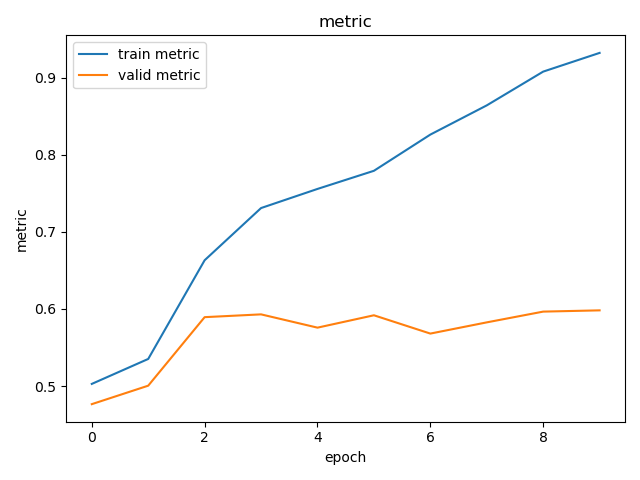 metric
train metric
valid metric
0.9
0.8
0.7
0.6
0.5
metric
0 2 4 6 8
epoch